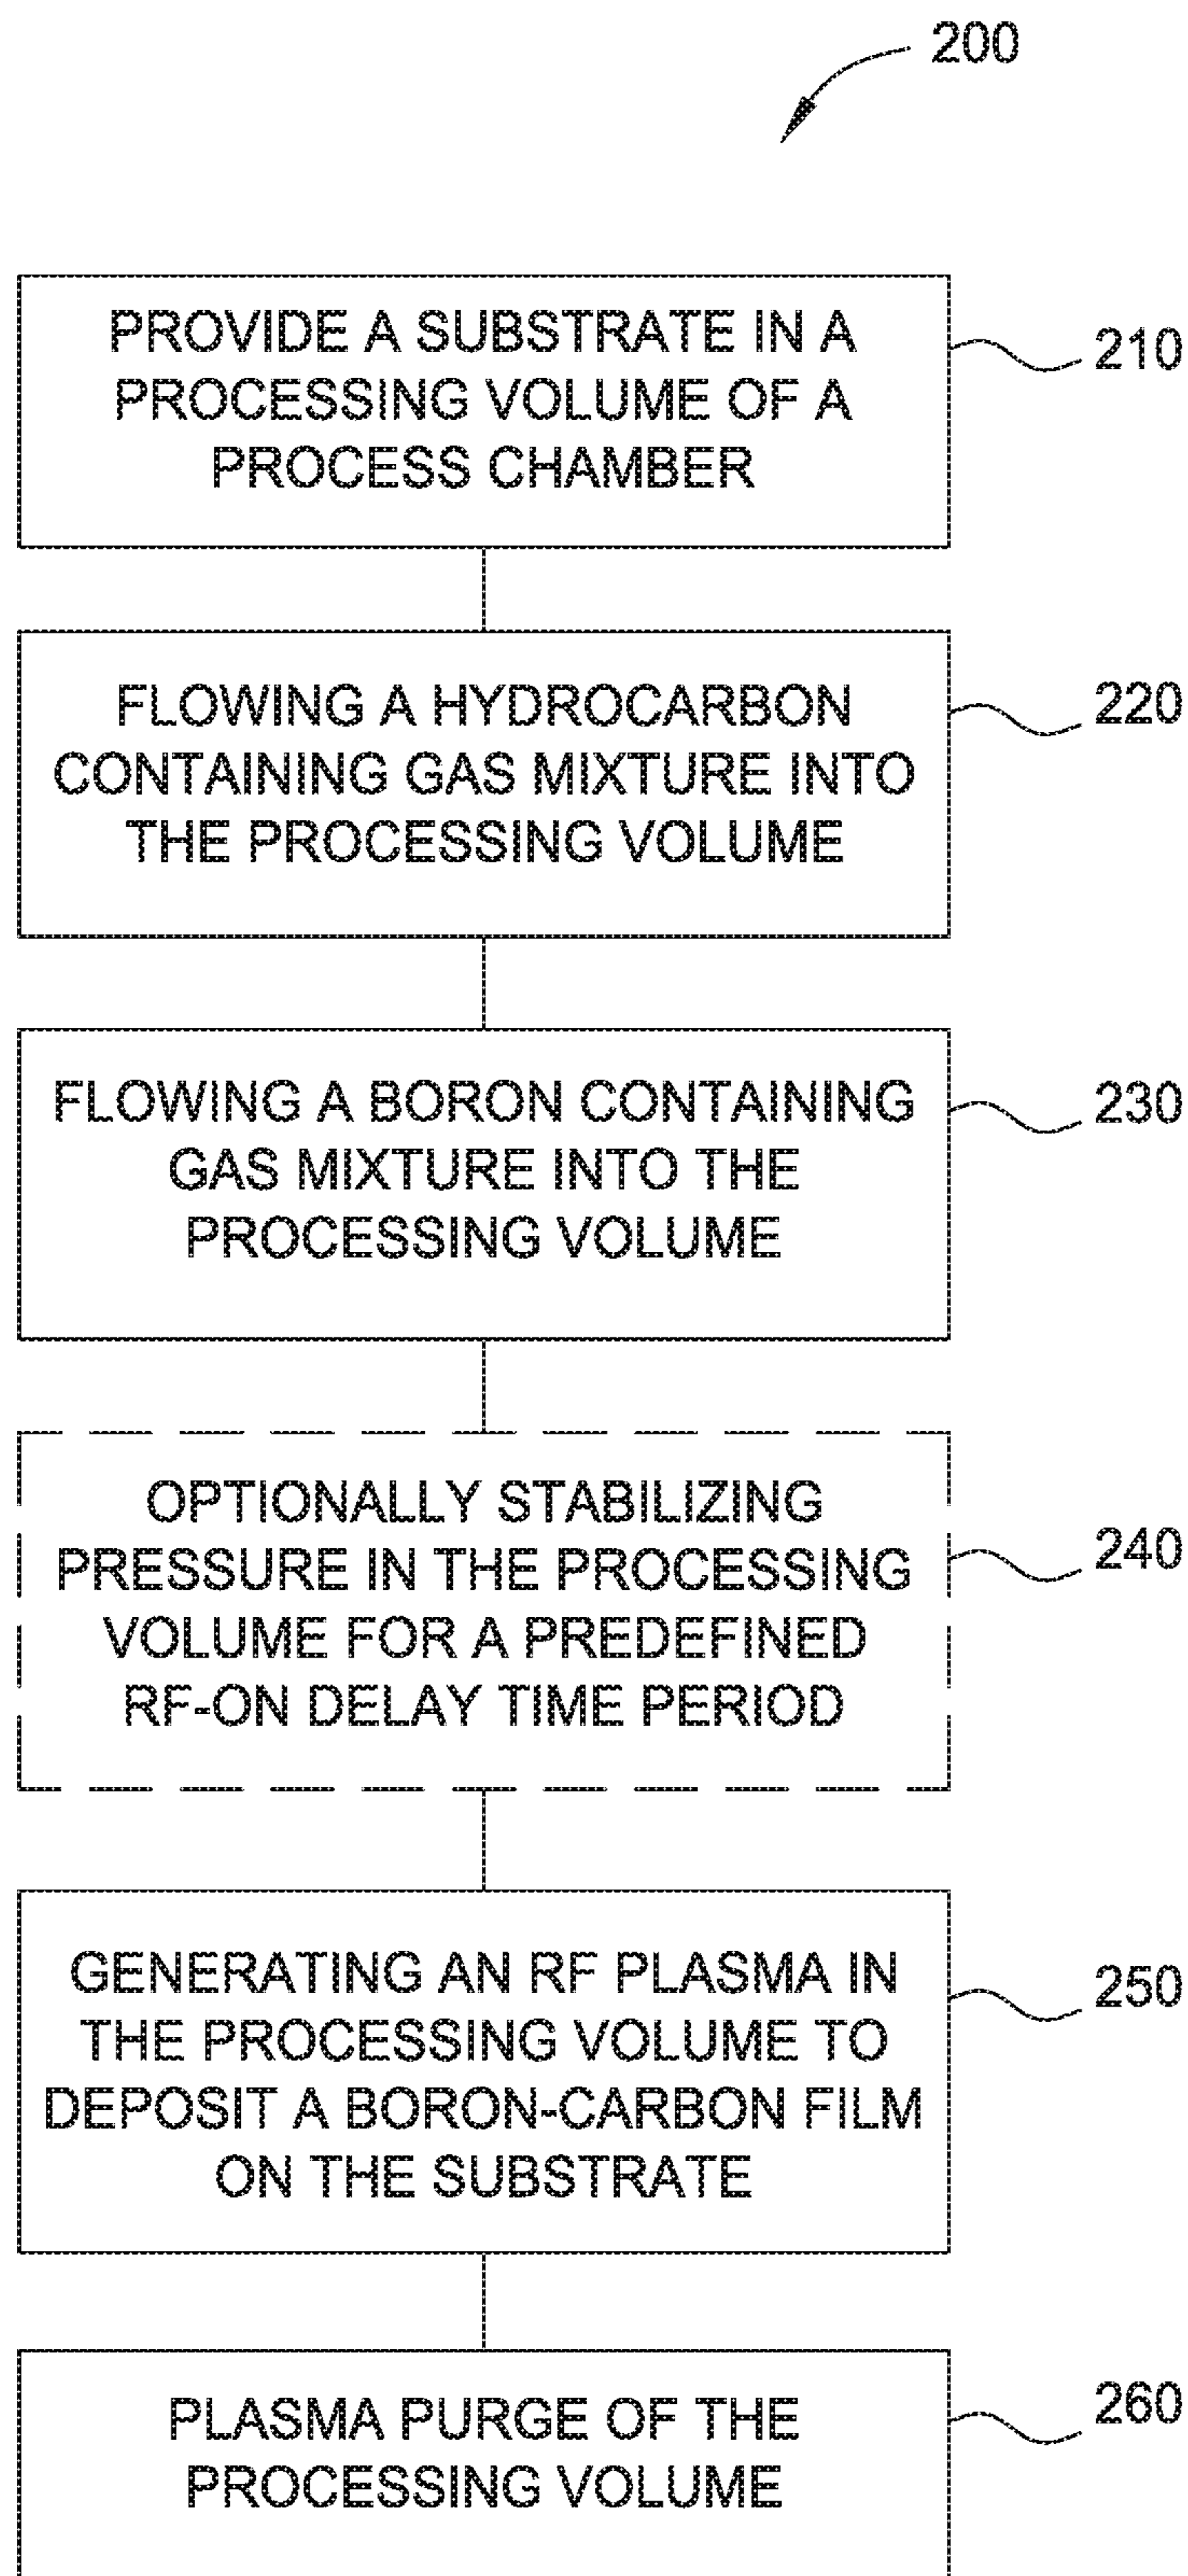 200
PROVIDE A SUBSTRATE IN A
PROCESSING VOLUME OF A
PROCESS CHAMBER
210
FLOWING A HYDROCARBON
CONTAINING GAS MIXTURE INTO
THE PROCESSING VOLUME
220
FLOWING A BORON CONTAINING
GAS MIXTURE INTO THE
PROCESSING VOLUME
230
OPTIONALLY STABILIZING
PRESSURE IN THE PROCESSING
VOLUME FOR A PREDEFINED
RF-ON DELAY TIME PERIOD
240
GENERATING AN RF PLASMA IN
THE PROCESSING VOLUME TO
DEPOSIT A BORON-CARBON FILM
ON THE SUBSTRATE
250
PLASMA PURGE OF THE
PROCESSING VOLUME
260